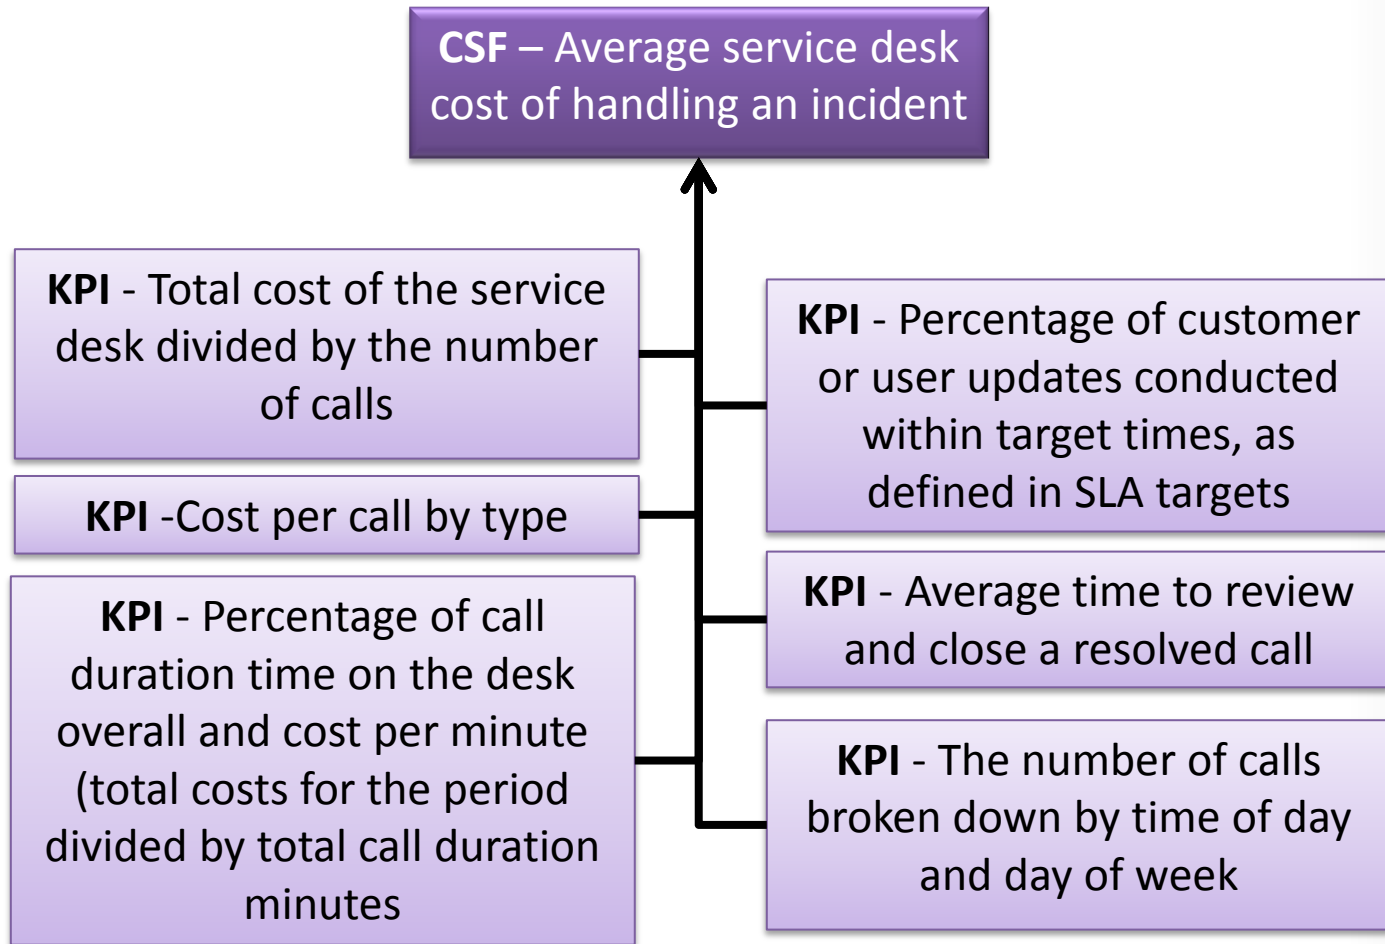 CSF – Average service desk
cost of handling an incident
KPI - Total cost of the service
desk divided by the number
of calls
KPI -Cost per call by type
KPI - Percentage of call
duration time on the desk
overall and cost per minute
(total costs for the period
divided by total call duration
minutes
KPI - Percentage of customer
or user updates conducted
within target times, as
defined in SLA targets
KPI - Average time to review
and close a resolved call
KPI - The number of calls
broken down by time of day
and day of week